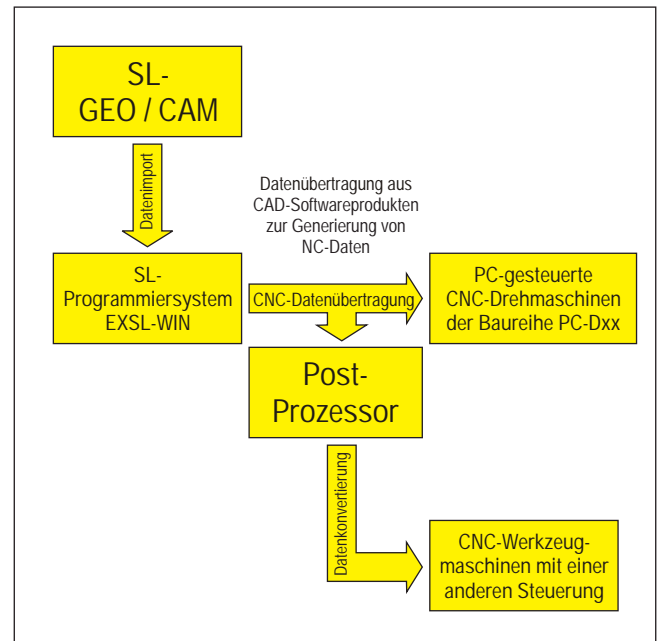 SL-
GEO / CAM
Datenimport
Datenübertragung aus
CAD-Softwareprodukten
zur Generierung von
NC-Daten
SL-
Programmiersystem
EXSL-WIN
CNC-Datenübertragung
PC-gesteuerte
CNC-Drehmaschinen
der Baureihe PC-Dxx
Post-
Prozessor
Datenkonvertierung
CNC-Werkzeug-
maschinen mit einer
anderen Steuerung